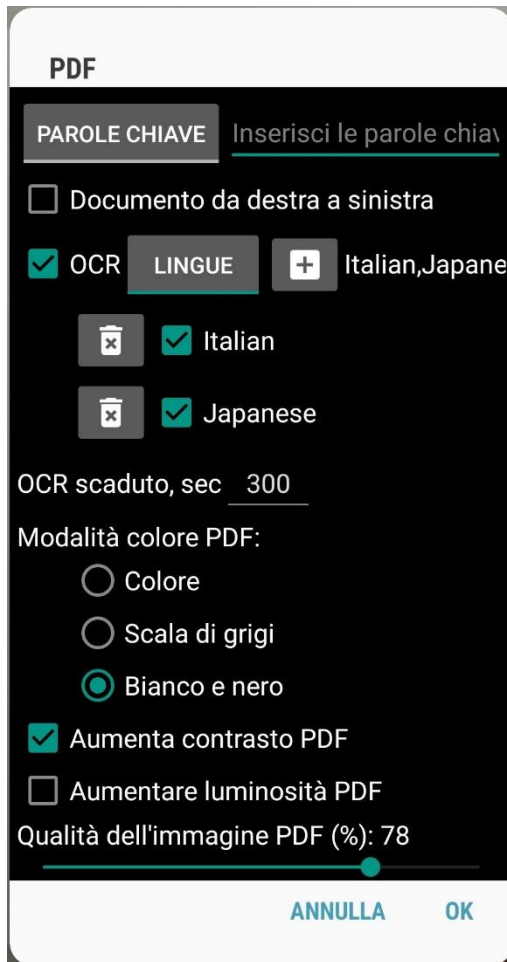 PDF
PAROLE CHIAVE Inserisci le parole
Documento da destra a sinistra
OCR LINGUE Italian,Japane
Italian
Japanese
OCR scaduto, sec 300
Modalità colore PDF:
Colore
Scala di grigi
Bianco e nero
Aumenta contrasto PDF
Aumentare luminosità PDF
Qualità dell'immagine PDF (%): 78
ANNULLA OK